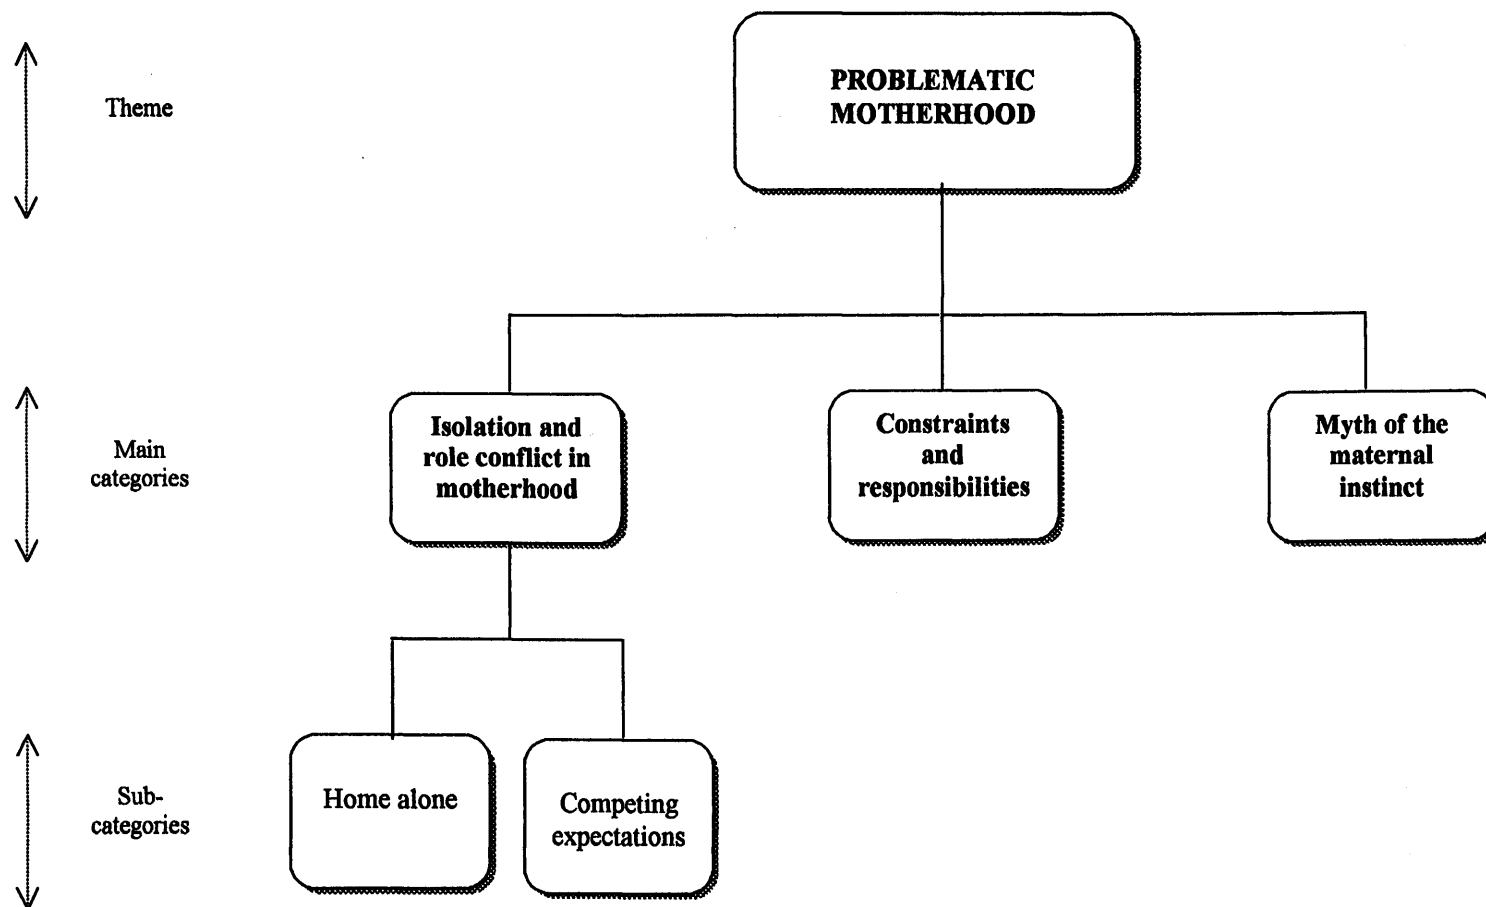 PROBLEMATIC
MOTHERHOOD
Theme
Isolation and
role conflict in
motherhood
Constraints
and
responsibilities
Myth of the
maternal
instinct
Main
categories
Home alone
Competing
expectations
Sub-
categories